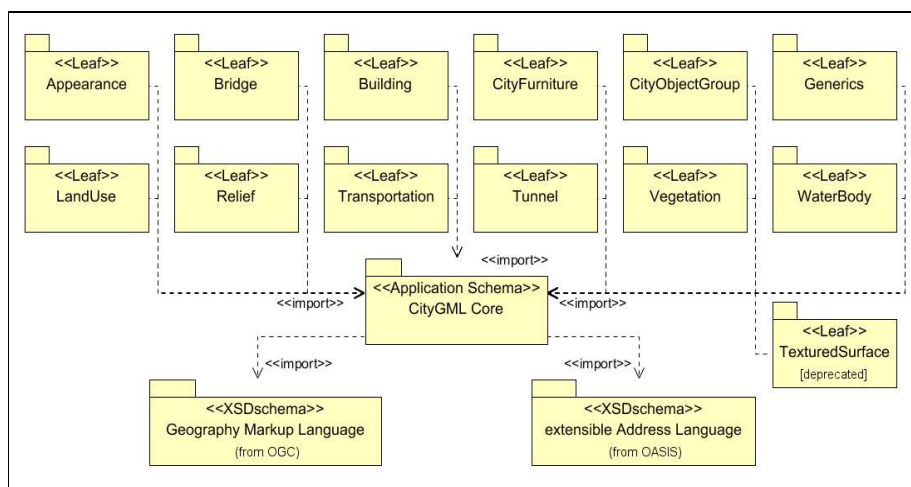 <<Leaf>>
Appearance
<<Leaf>>
Bridge
<<Leaf>>
Building
<<Leaf>>
CityFurniture
<<Leaf>>
CityObjectGroup
<<Leaf>>
Generics
<<Leaf>>
LandUse
<<Leaf>>
Relief
<<Leaf>>
Transportation
<<Leaf>>
Tunnel
<<Leaf>>
Vegetation
<<Leaf>>
WaterBody
<<import>>
<<import>>
<<Application Schema>>
CityGML Core
<<import>>
<<Leaf>>
TexturedSurface
[deprecated]
<<import>>
<<import>>
<<XSDschema>>
Geography Markup Language
(from OGC)
<<XSDschema>>
extensible Address Language
(from OASIS)